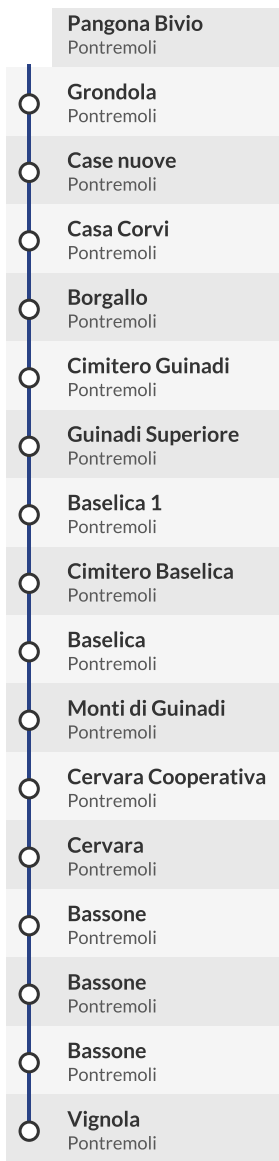 Pangona Bivio
Pontremoli
Grondola
Pontremoli
Case nuove
Pontremoli
Casa Corvi
Pontremoli
Borgallo
Pontremoli
Cimitero Guinadi
Pontremoli
Guinadi Superiore
Pontremoli
Baselica 1
Pontremoli
Cimitero Baselica
Pontremoli
Baselica
Pontremoli
Monti di Guinadi
Pontremoli
Cervara Cooperativa
Pontremoli
Cervara
Pontremoli
Bassone
Pontremoli
Bassone
Pontremoli
Bassone
Pontremoli
Vignola
Pontremoli